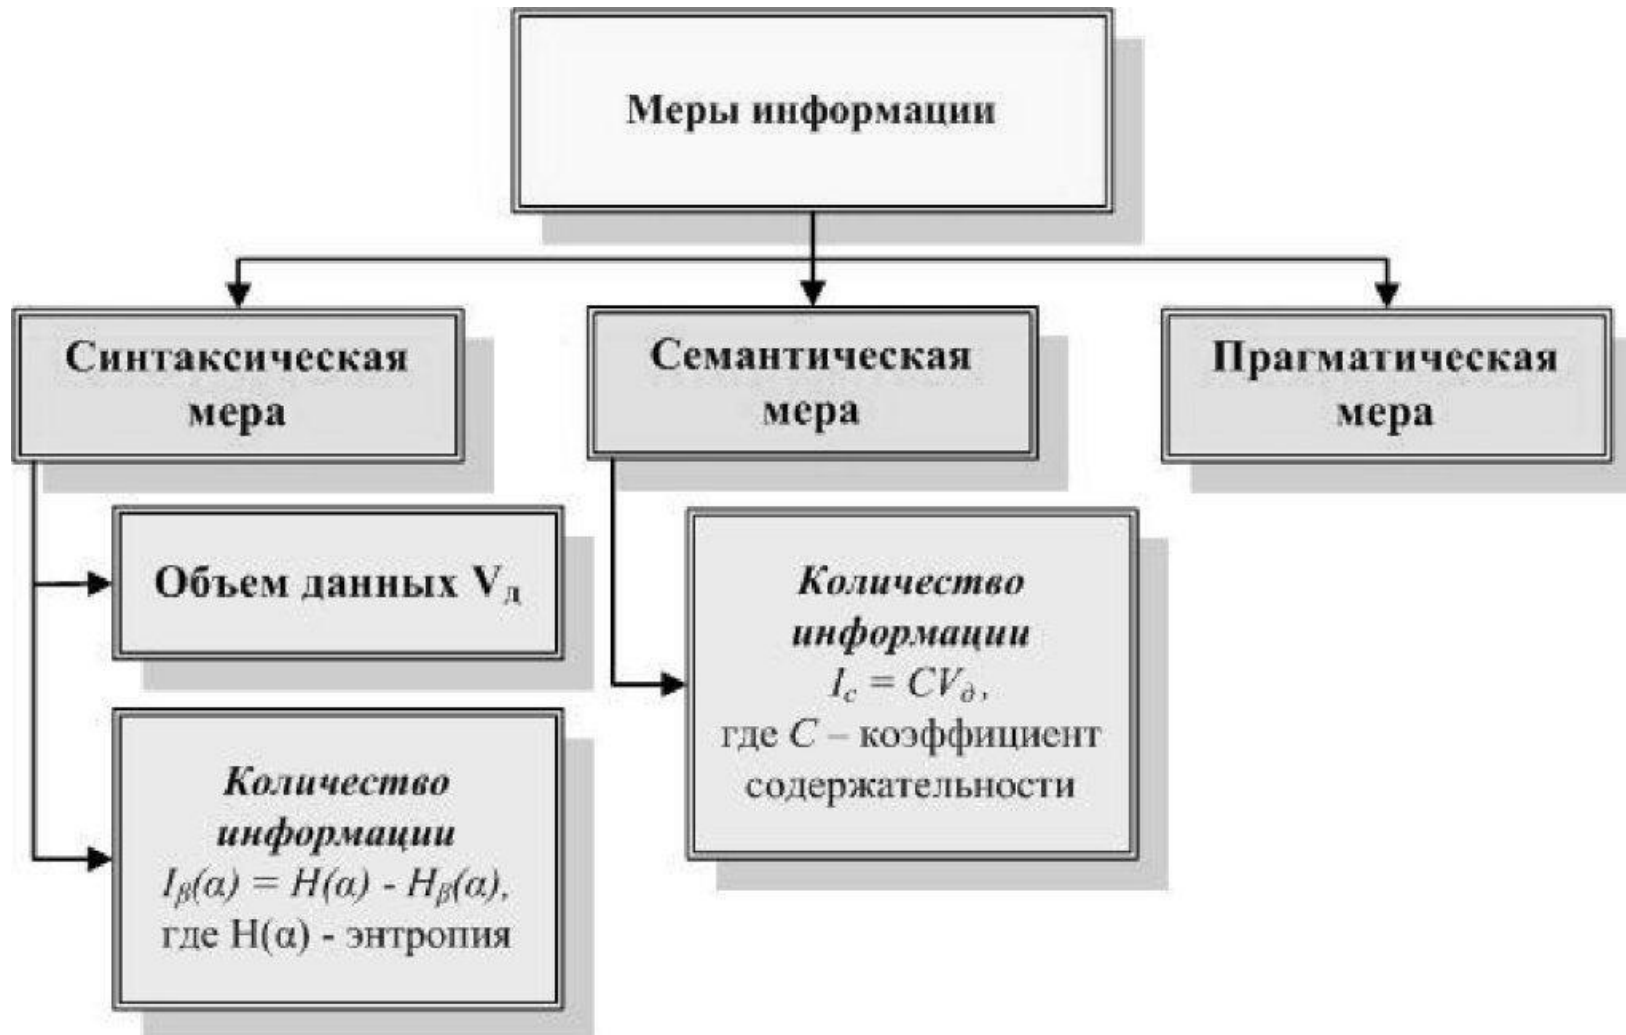 Меры информации
Синтаксическая
мера
Семантическая
мера
Прагматическая
мера
Объем данных Vд
Количество
информации
Iβ(α) = H(α) - Hβ(α),
где H(α) - энтропия
Количество
информации
Ic = CVд,
где C – коэффициент
содержательности